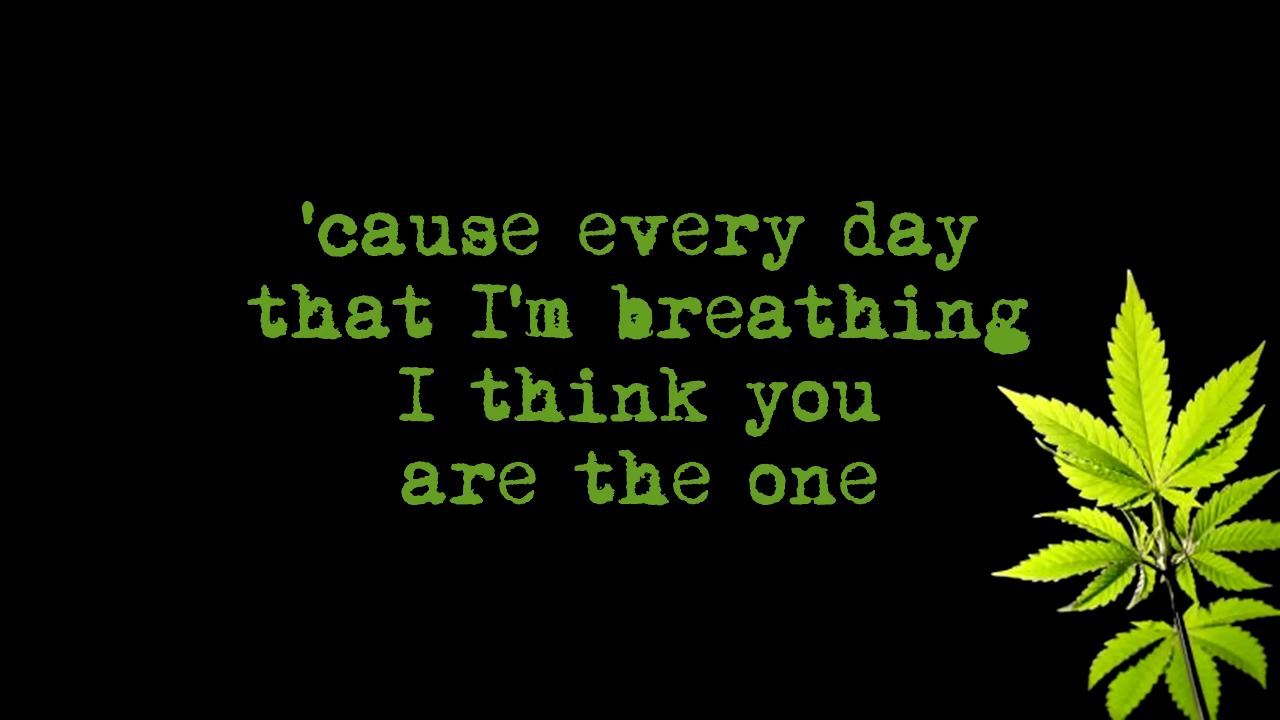 'cause every day
that I'm breathing
I think you
are the one